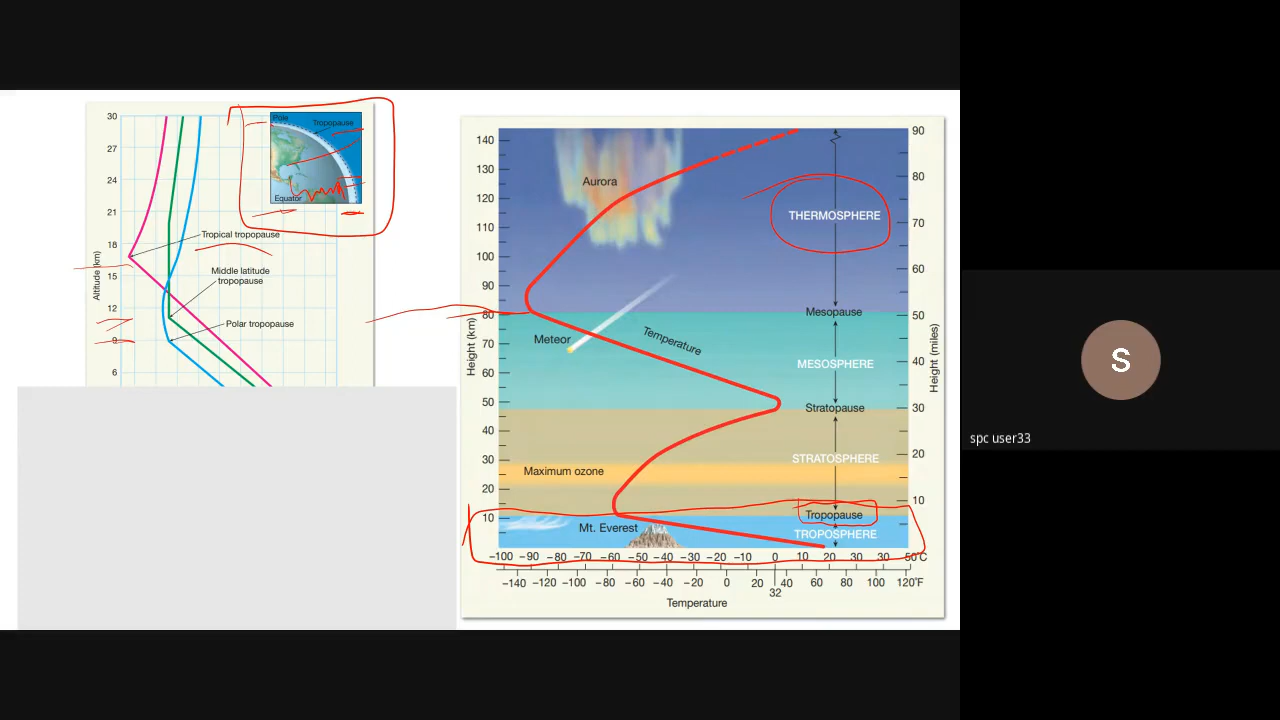 30
27
24
21
18
15
12
9
6
Altitude (km)
Pole
Tropopause
Equator
Tropical tropopause
Middle latitude
tropopause
Polar tropopause
140
130
120
110
100
90
80
70
60
50
40
30
20
10
Height (km)
Aurora
Meteor
Temperature
Maximum ozone
Mt. Everest
THERMOSPHERE
Mesopause
MESOSPHERE
Stratopause
STRATOSPHERE
Tropopause
TROPOSPHERE
90
80
70
60
50
40
30
20
10
Height (miles)
−100 −90 −80 −70 −60 −50 −40 −30 −20 −10 0 10 20 30 40 50°C
−140 −120 −100 −80 −60 −40 −20 0 20 40 60 80 100 120°F
32
Temperature
S
spc user33